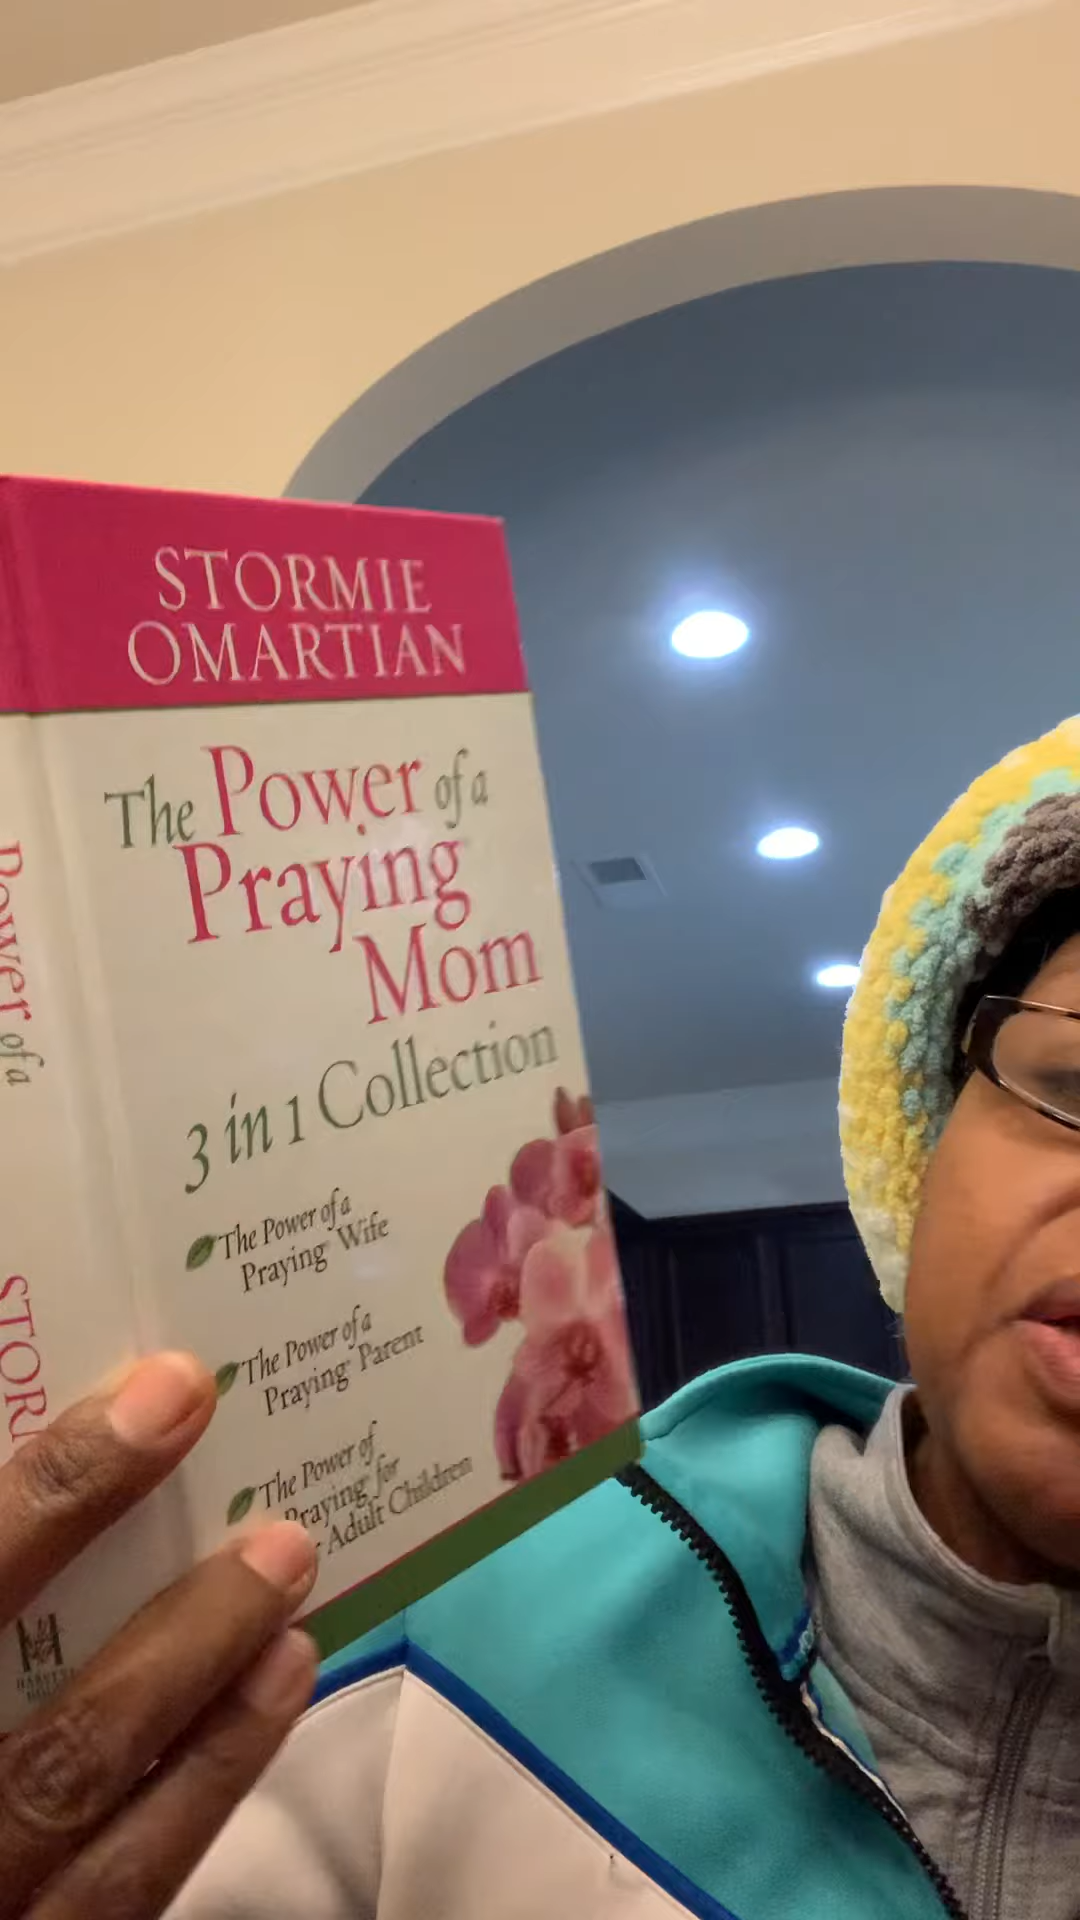 STORMIE
OMARTIAN
The Power of a
Praying
Mom
3 in 1 Collection
The Power of a
Praying Wife
The Power of a
Praying Parent
The Power of
Praying for
Adult Children
Power of a
STOR
HARVEST